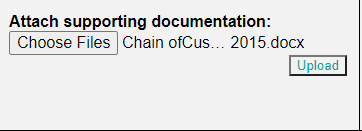 Attach supporting documentation:
Choose Files Chain ofCus... 2015.docx
Upload